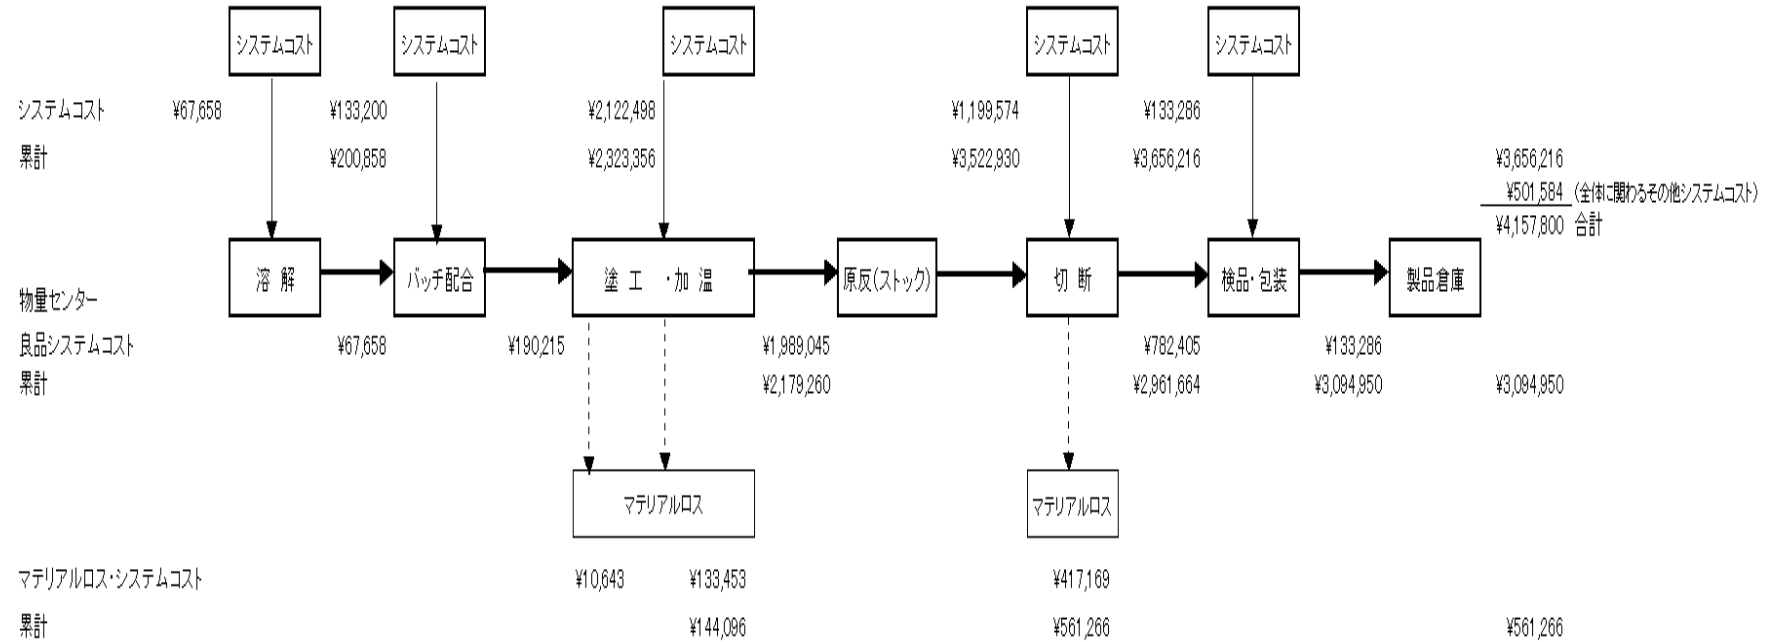 システムコスト システムコスト システムコスト システムコスト システムコスト
システムコスト ¥67,658 ¥133,200 ¥2,122,498 ¥1,199,574 ¥133,286
累計 ¥200,858 ¥2,323,356 ¥3,522,930 ¥3,656,216 ¥3,656,216
¥501,584 (全体に関わるその他システムコスト)
¥4,157,800 合計
溶 解 バッチ配合 塗 工 ・加 温 原反(ストック) 切 断 検品・包装 製品倉庫
物量センター
良品システムコスト ¥67,658 ¥190,215 ¥1,989,045 ¥782,405 ¥133,286
累計 ¥2,179,260 ¥2,961,664 ¥3,094,950 ¥3,094,950
マテリアルロス マテリアルロス
マテリアルロス・システムコスト ¥10,643 ¥133,453 ¥417,169
累計 ¥144,096 ¥561,266 ¥561,266